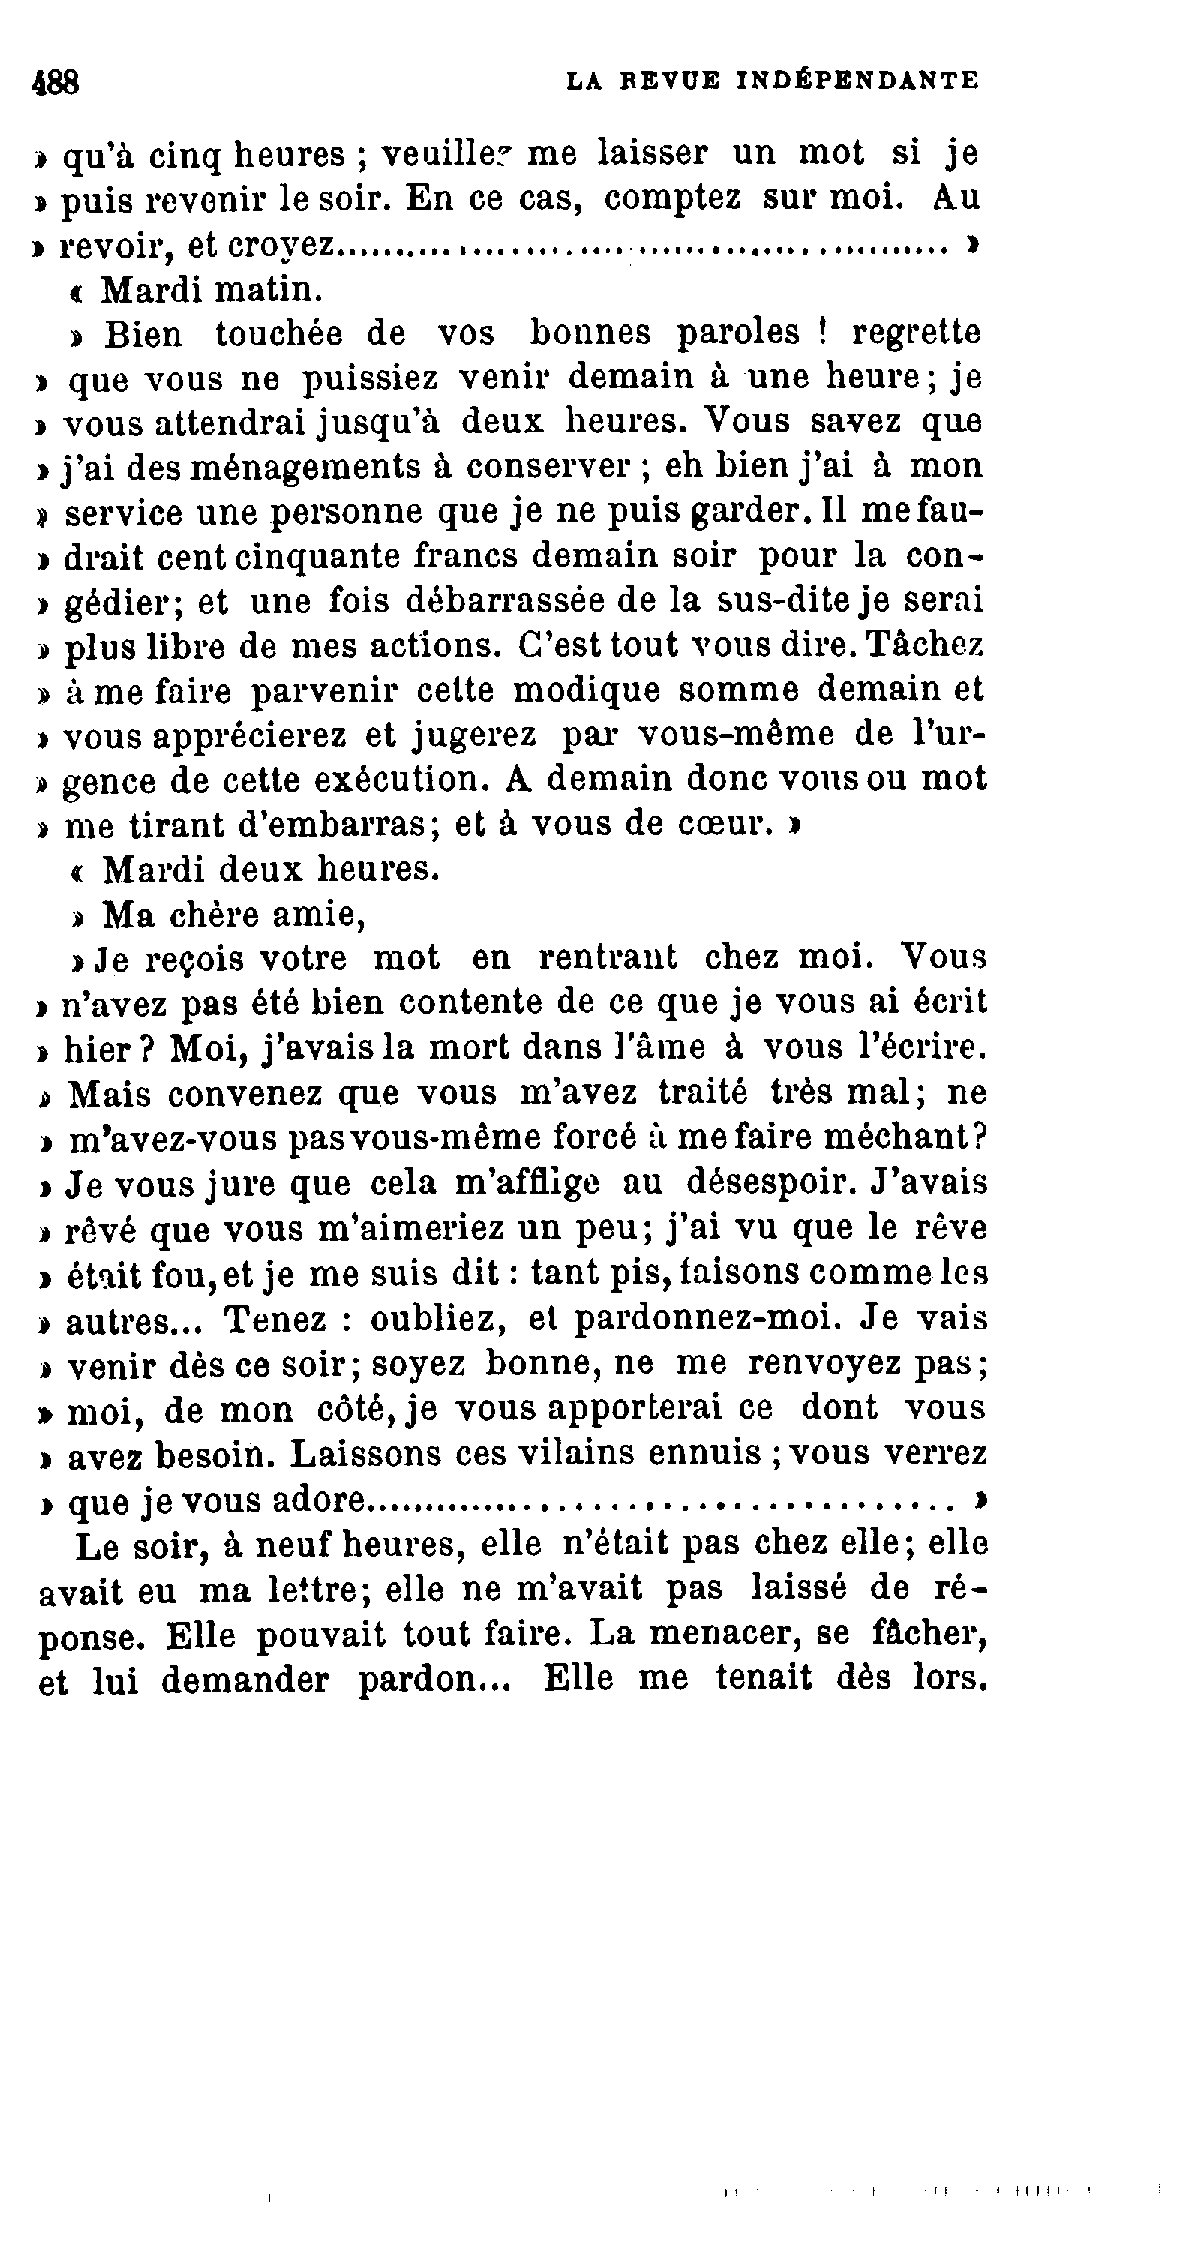 488 LA REVUE INDÉPENDANTE
» qu'à cinq heures ; veuillez me laisser un mot si je
» puis revenir le soir. En ce cas, comptez sur moi. Au
» revoir, et croyez.................................................... »
« Mardi matin.
» Bien touchée de vos bonnes paroles ! regrette
» que vous ne puissiez venir demain à une heure ; je
» vous attendrai jusqu'à deux heures. Vous savez que
» j'ai des ménagements à conserver ; eh bien j'ai à mon
» service une personne que je ne puis garder. Il me fau-
» drait cent cinquante francs demain soir pour la con-
» gédier; et une fois débarrassée de la sus-dite je serai
» plus libre de mes actions. C'est tout vous dire. Tâchez
» à me faire parvenir cette modique somme demain et
» vous apprécierez et jugerez par vous-même de l'ur-
» gence de cette exécution. A demain donc vous ou mot
» me tirant d'embarras; et à vous de cœur. »
« Mardi deux heures.
» Ma chère amie,
» Je reçois votre mot en rentrant chez moi. Vous
» n'avez pas été bien contente de ce que je vous ai écrit
» hier ? Moi, j'avais la mort dans l'âme à vous l'écrire.
» Mais convenez que vous m'avez traité très mal; ne
» m'avez-vous pas vous-même forcé à me faire méchant?
» Je vous jure que cela m'afflige au désespoir. J'avais
» rêvé que vous m'aimeriez un peu; j'ai vu que le rêve
» était fou, et je me suis dit : tant pis, faisons comme les
» autres... Tenez : oubliez, et pardonnez-moi. Je vais
» venir dès ce soir; soyez bonne, ne me renvoyez pas;
» moi, de mon côté, je vous apporterai ce dont vous
» avez besoin. Laissons ces vilains ennuis ; vous verrez
» que je vous adore................................ »
Le soir, à neuf heures, elle n'était pas chez elle; elle
avait eu ma lettre; elle ne m'avait pas laissé de ré-
ponse. Elle pouvait tout faire. La menacer, se fâcher,
et lui demander pardon... Elle me tenait dès lors.